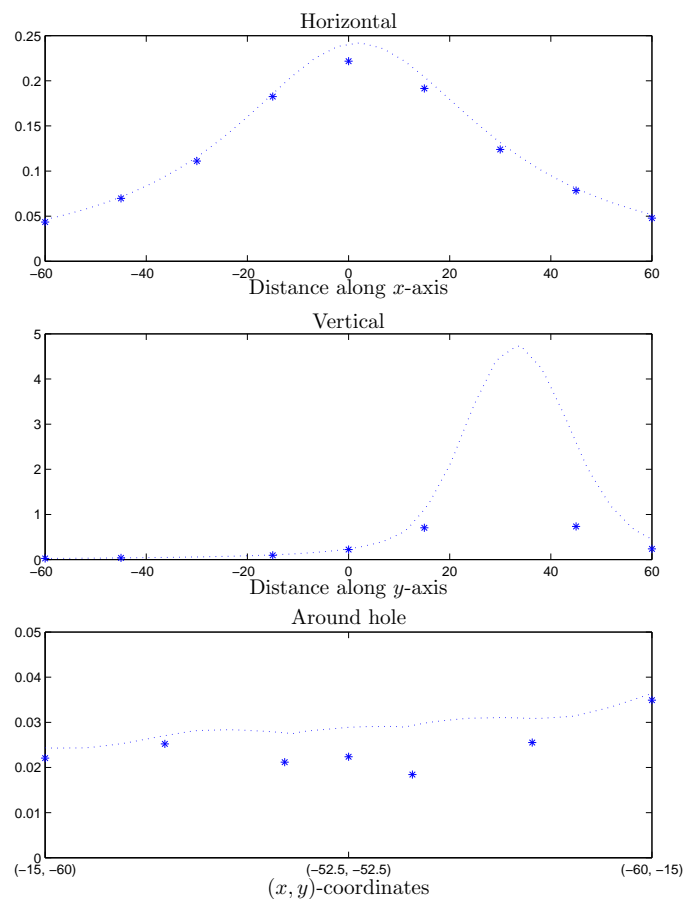 Horizontal
0.25
0.2
0.15
0.1
0.05
0
−60 −40 −20 0 20 40 60
Distance along x-axis
Vertical
5
4
3
2
1
0
−60 −40 −20 0 20 40 60
Distance along y-axis
Around hole
0.05
0.04
0.03
0.02
0.01
0
(−15, −60) (−52.5, −52.5) (−60, −15)
(x, y)-coordinates